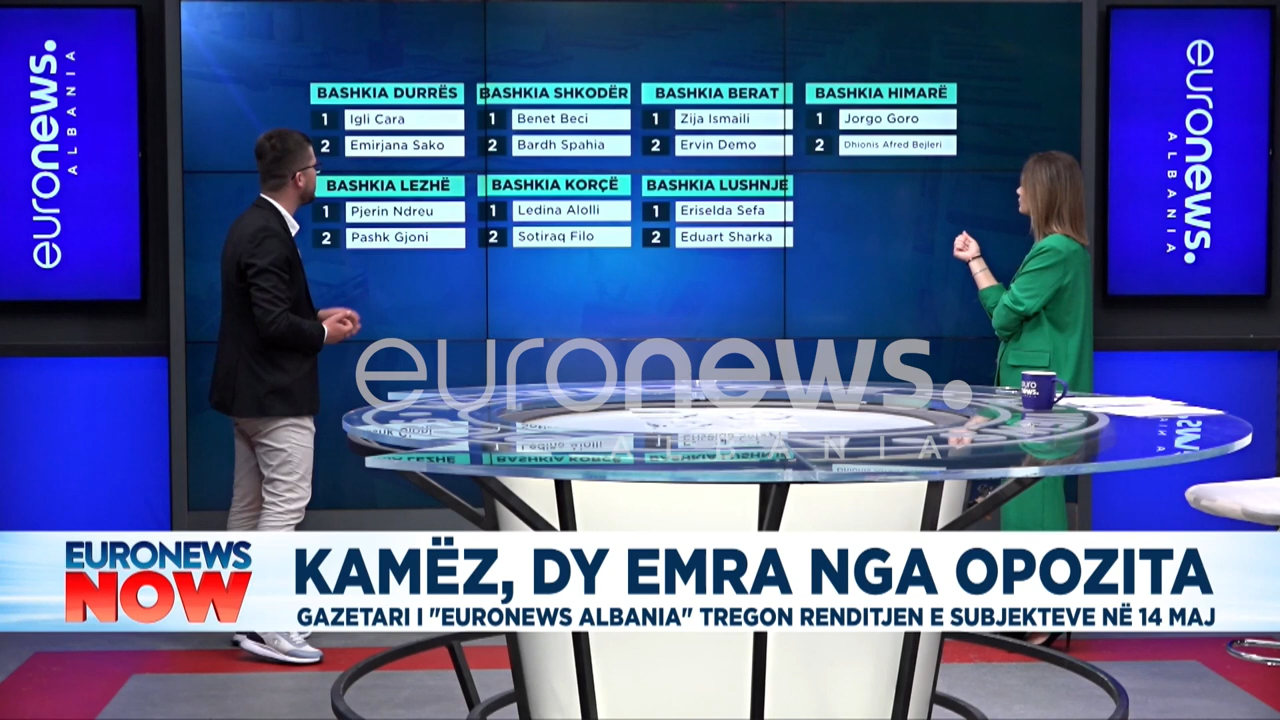 euronews.
ALBANIA
euronews.
ALBANIA
BASHKIA DURRËS
1 Igli Cara
2 Emirjana Sako
BASHKIA SHKODËR
1 Benet Beci
2 Bardh Spahia
BASHKIA BERAT
1 Zija Ismaili
2 Ervin Demo
BASHKIA HIMARË
1 Jorgo Goro
2 Dhionis Afred Bejleri
BASHKIA LEZHË
1 Pjerin Ndreu
2 Pashk Gjoni
BASHKIA KORÇË
1 Ledina Alolli
2 Sotiraq Filo
BASHKIA LUSHNJE
1 Eriselda Sefa
2 Eduart Sharka
euronews.
ALBANIA
euro
news.
EURONEWS
NOW
KAMËZ, DY EMRA NGA OPOZITA
GAZETARI I "EURONEWS ALBANIA" TREGON RENDITJEN E SUBJEKTEVE NË 14 MAJ